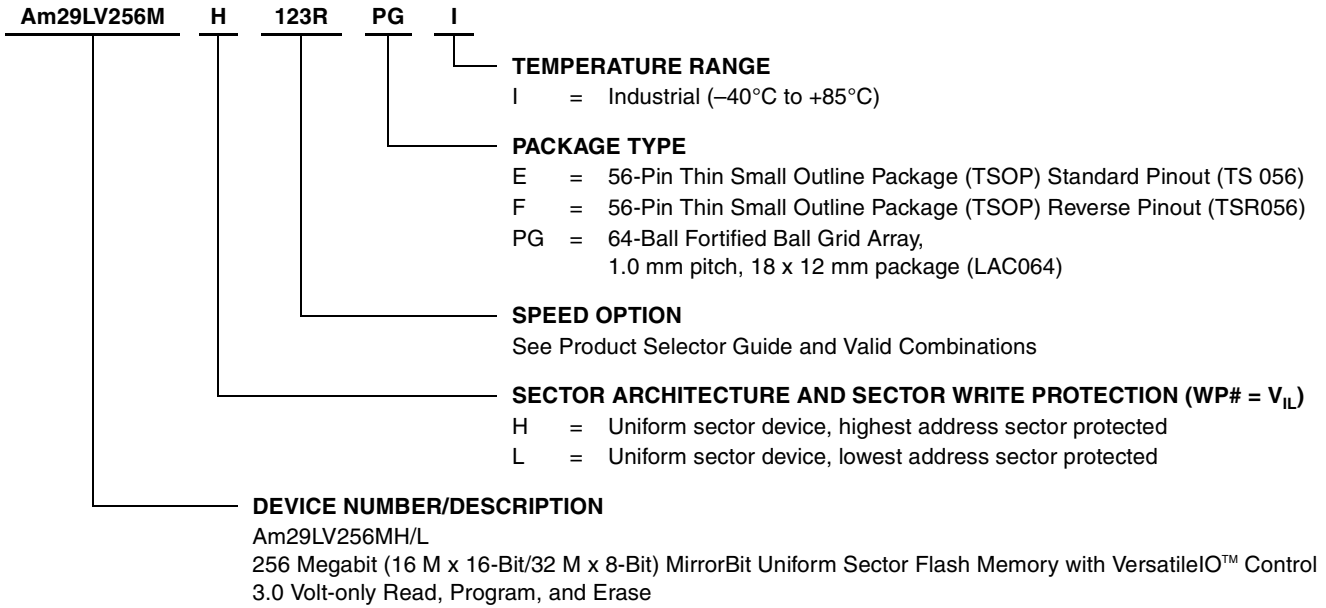 Am29LV256M H 123R PG I
TEMPERATURE RANGE
I = Industrial (–40°C to +85°C)
PACKAGE TYPE
E = 56-Pin Thin Small Outline Package (TSOP) Standard Pinout (TS 056)
F = 56-Pin Thin Small Outline Package (TSOP) Reverse Pinout (TSR056)
PG = 64-Ball Fortified Ball Grid Array,
1.0 mm pitch, 18 x 12 mm package (LAC064)
SPEED OPTION
See Product Selector Guide and Valid Combinations
SECTOR ARCHITECTURE AND SECTOR WRITE PROTECTION (WP# = VIL)
H = Uniform sector device, highest address sector protected
L = Uniform sector device, lowest address sector protected
DEVICE NUMBER/DESCRIPTION
Am29LV256MH/L
256 Megabit (16 M x 16-Bit/32 M x 8-Bit) MirrorBit Uniform Sector Flash Memory with VersatileIO™ Control
3.0 Volt-only Read, Program, and Erase